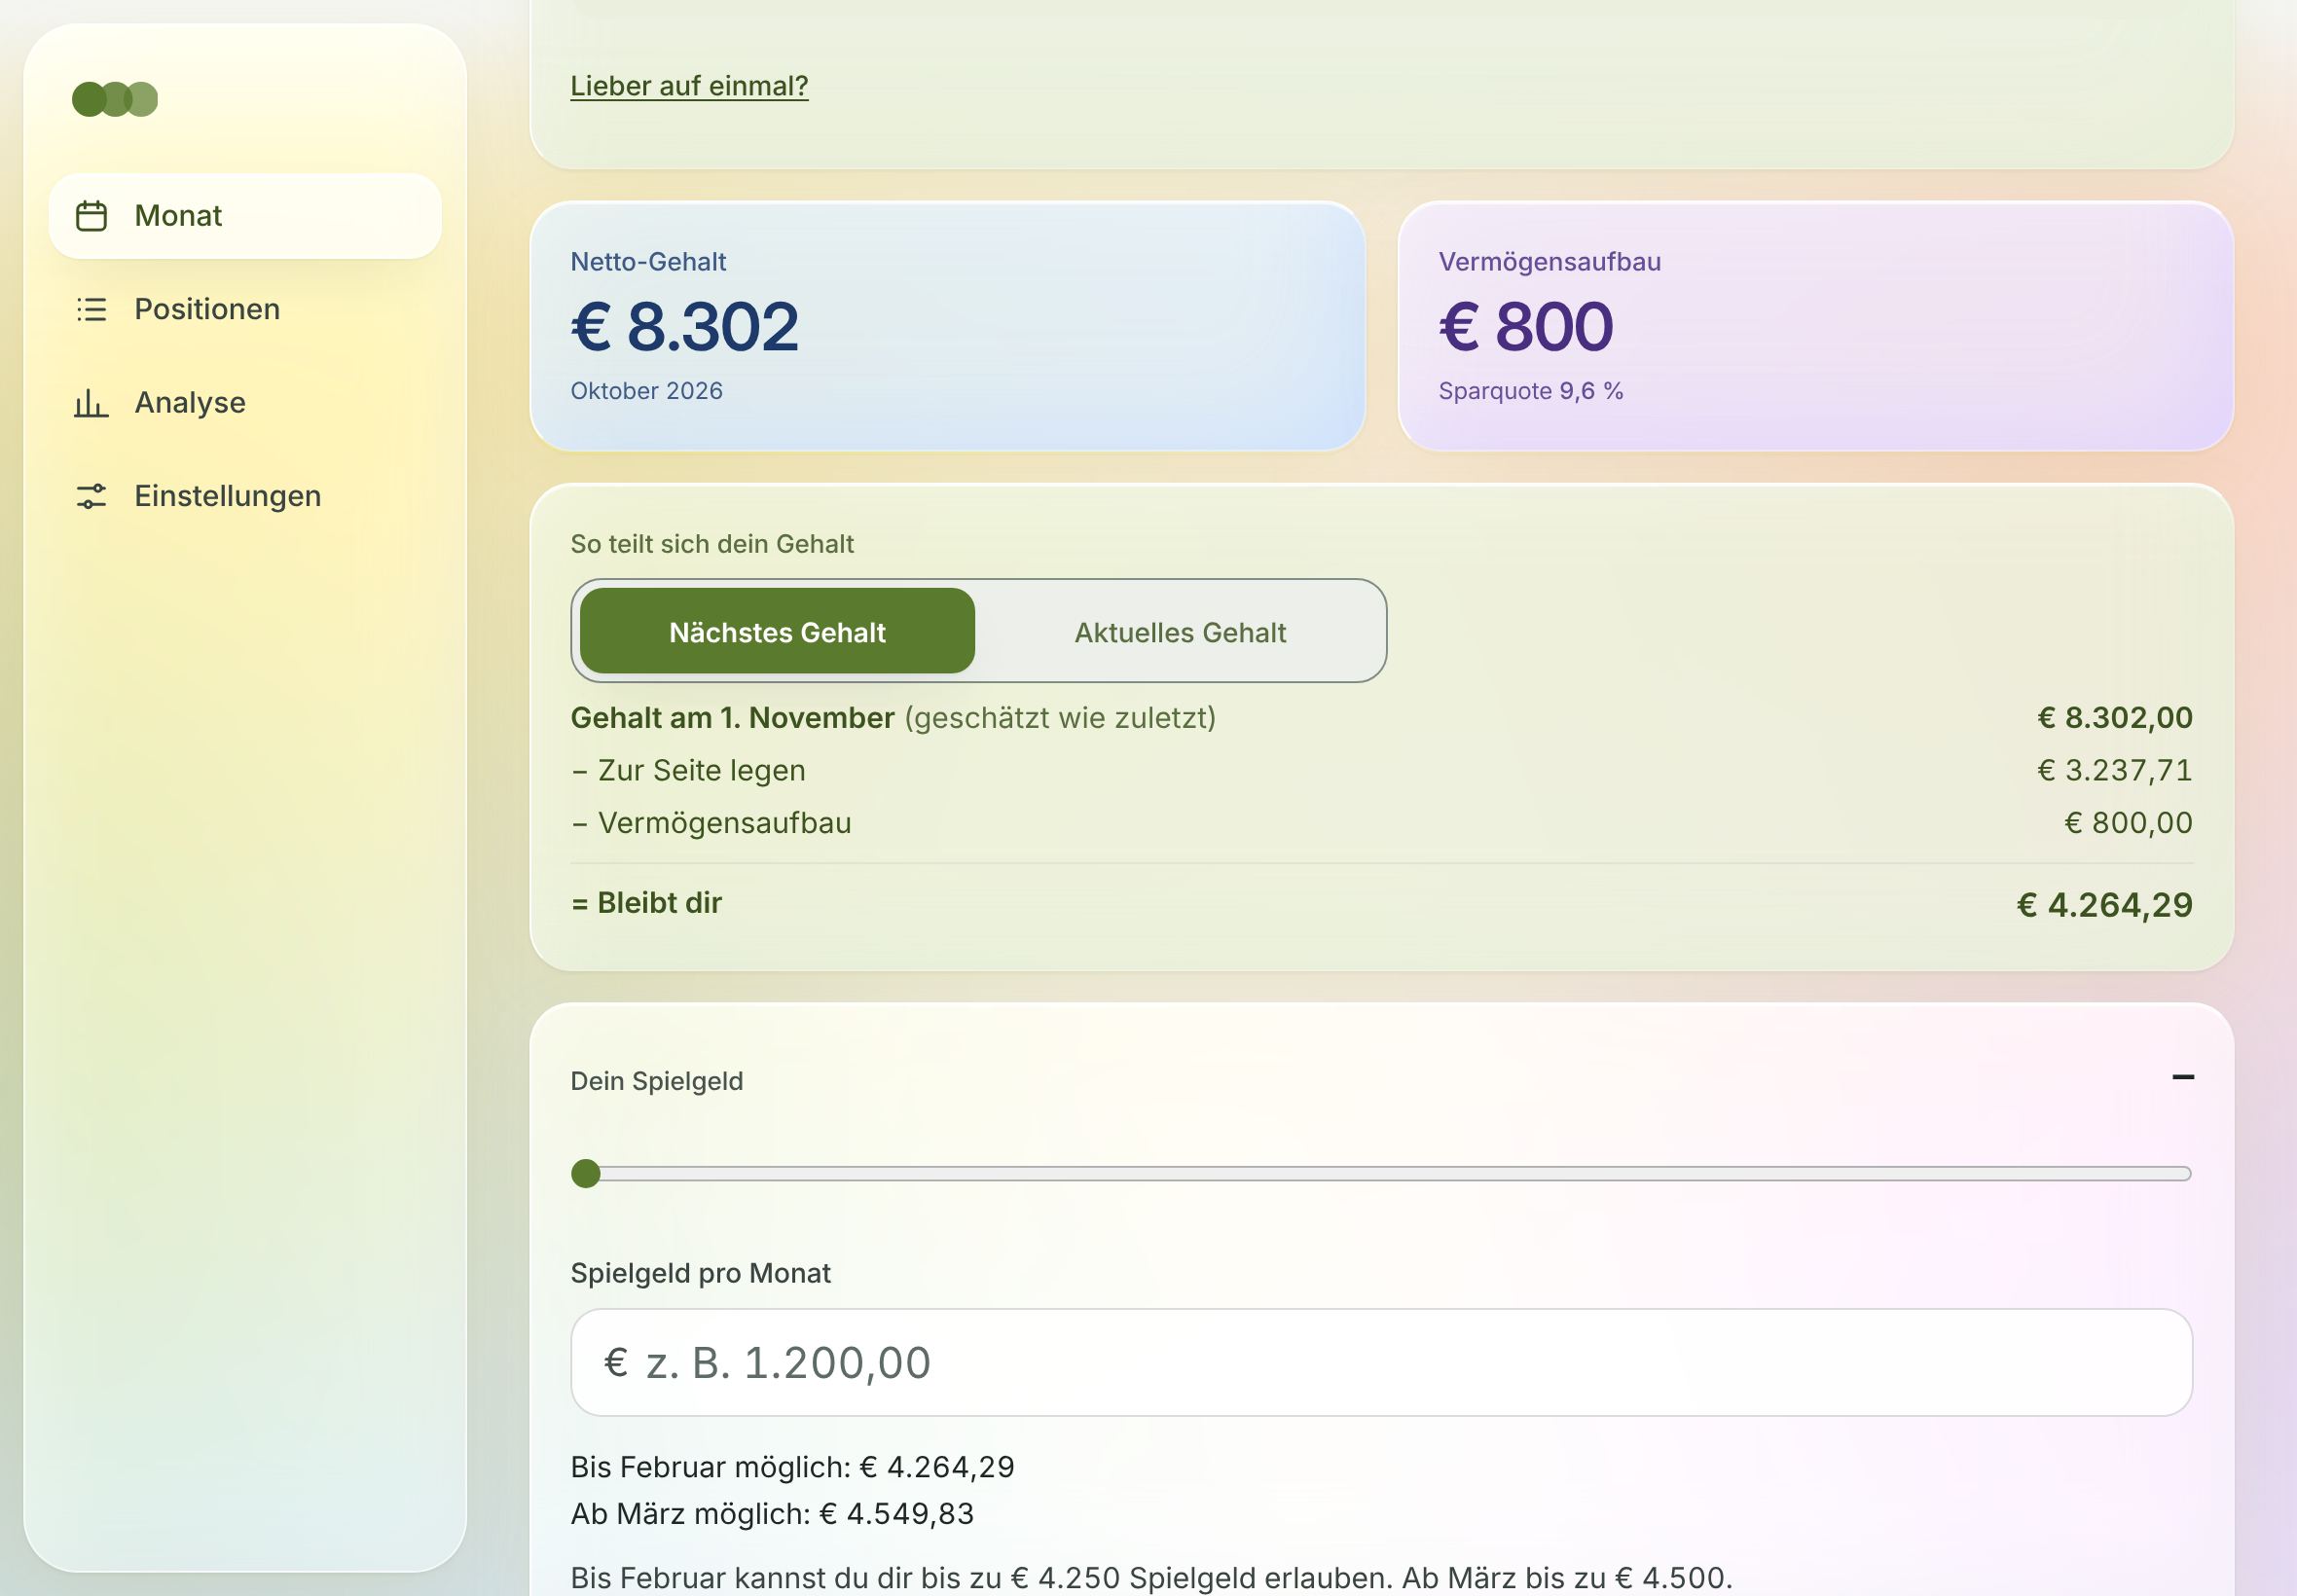 Lieber auf einmal?
Monat
Positionen
Analyse
Einstellungen
Netto-Gehalt
€ 8.302
Oktober 2026
Vermögensaufbau
€ 800
Sparquote 9,6 %
So teilt sich dein Gehalt
Nächstes Gehalt
Aktuelles Gehalt
Gehalt am 1. November (geschätzt wie zuletzt) € 8.302,00
− Zur Seite legen € 3.237,71
− Vermögensaufbau € 800,00
= Bleibt dir € 4.264,29
Dein Spielgeld –
Spielgeld pro Monat
€ z. B. 1.200,00
Bis Februar möglich: € 4.264,29
Ab März möglich: € 4.549,83
Bis Februar kannst du dir bis zu € 4.250 Spielgeld erlauben. Ab März bis zu € 4.500.